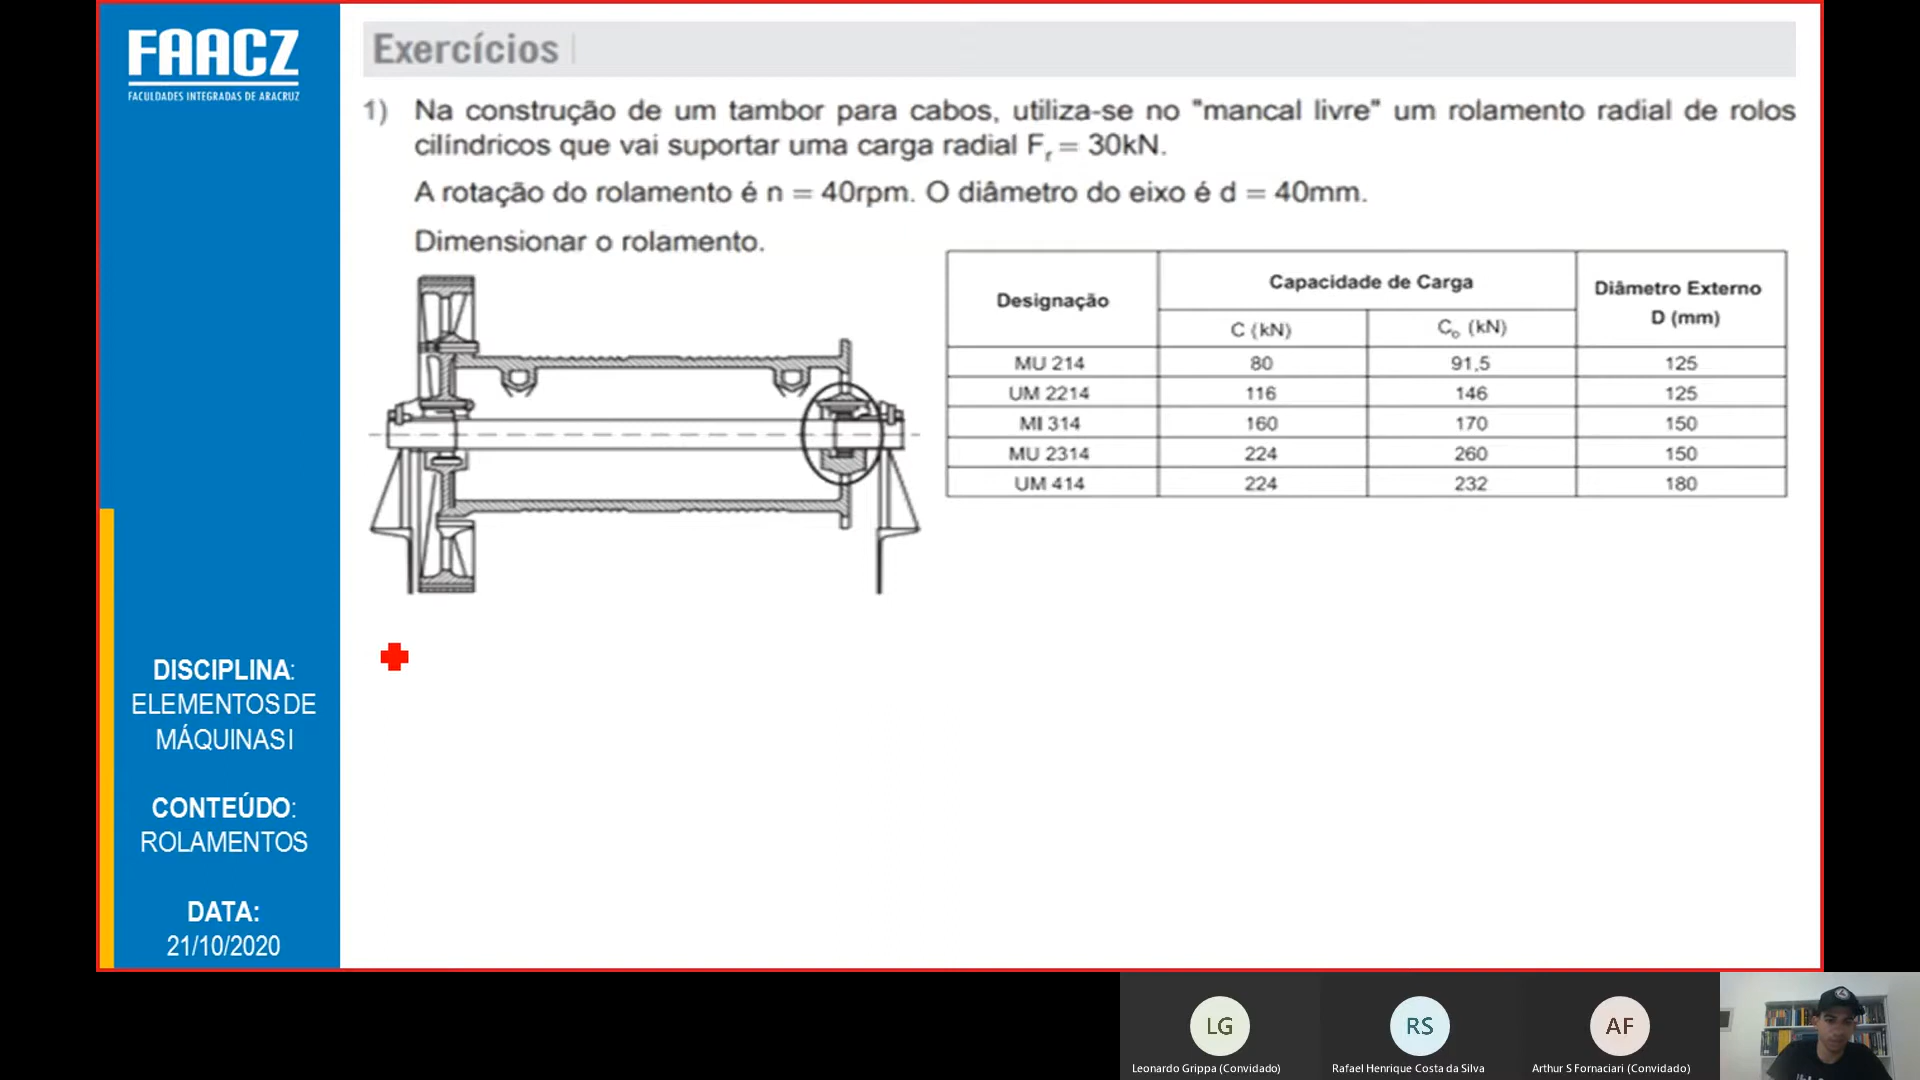 FAACZ
FACULDADES INTEGRADAS DE ARACRUZ
Exercícios
1) Na construção de um tambor para cabos, utiliza-se no "mancal livre" um rolamento radial de rolos
cilíndricos que vai suportar uma carga radial Fr = 30kN.
A rotação do rolamento é n = 40rpm. O diâmetro do eixo é d = 40mm.
Dimensionar o rolamento.
Designação Capacidade de Carga Diâmetro Externo
D (mm)
C (kN) Co (kN)
MU 214 80 91,5 125
UM 2214 116 146 125
MI 314 160 170 150
MU 2314 224 260 150
UM 414 224 232 180
DISCIPLINA:
ELEMENTOS DE
MÁQUINAS I
CONTEÚDO:
ROLAMENTOS
DATA:
21/10/2020
LG
RS
AF
Leonardo Grippa (Convidado)
Rafael Henrique Costa da Silva
Arthur S Fornaciari (Convidado)